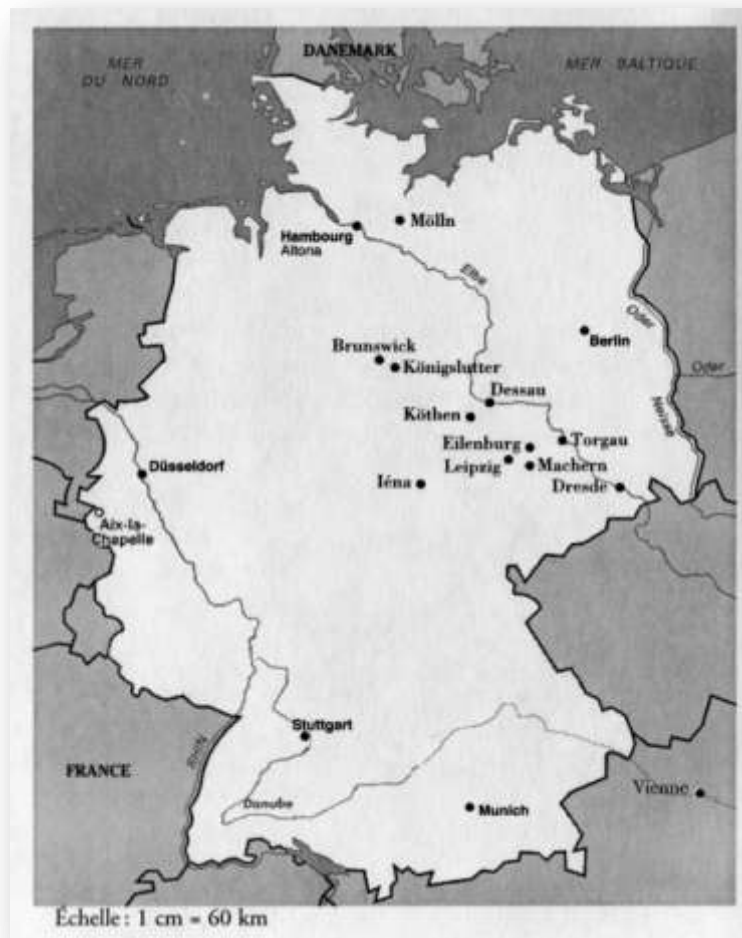 DANEMARK
MER
DU NORD
MER BALTIQUE
Mölln
Hambourg
Altona
Elbe
Oder
Berlin
Brunswick
Königslutter
Oder
Dessau
Neisse
Köthen
Torgau
Eilenburg
Düsseldorf
Leipzig
Machern
Iéna
Dresde
Aix-la-
Chapelle
Stuttgart
Rhin
FRANCE
Vienne
Danube
Munich
Échelle : 1 cm = 60 km